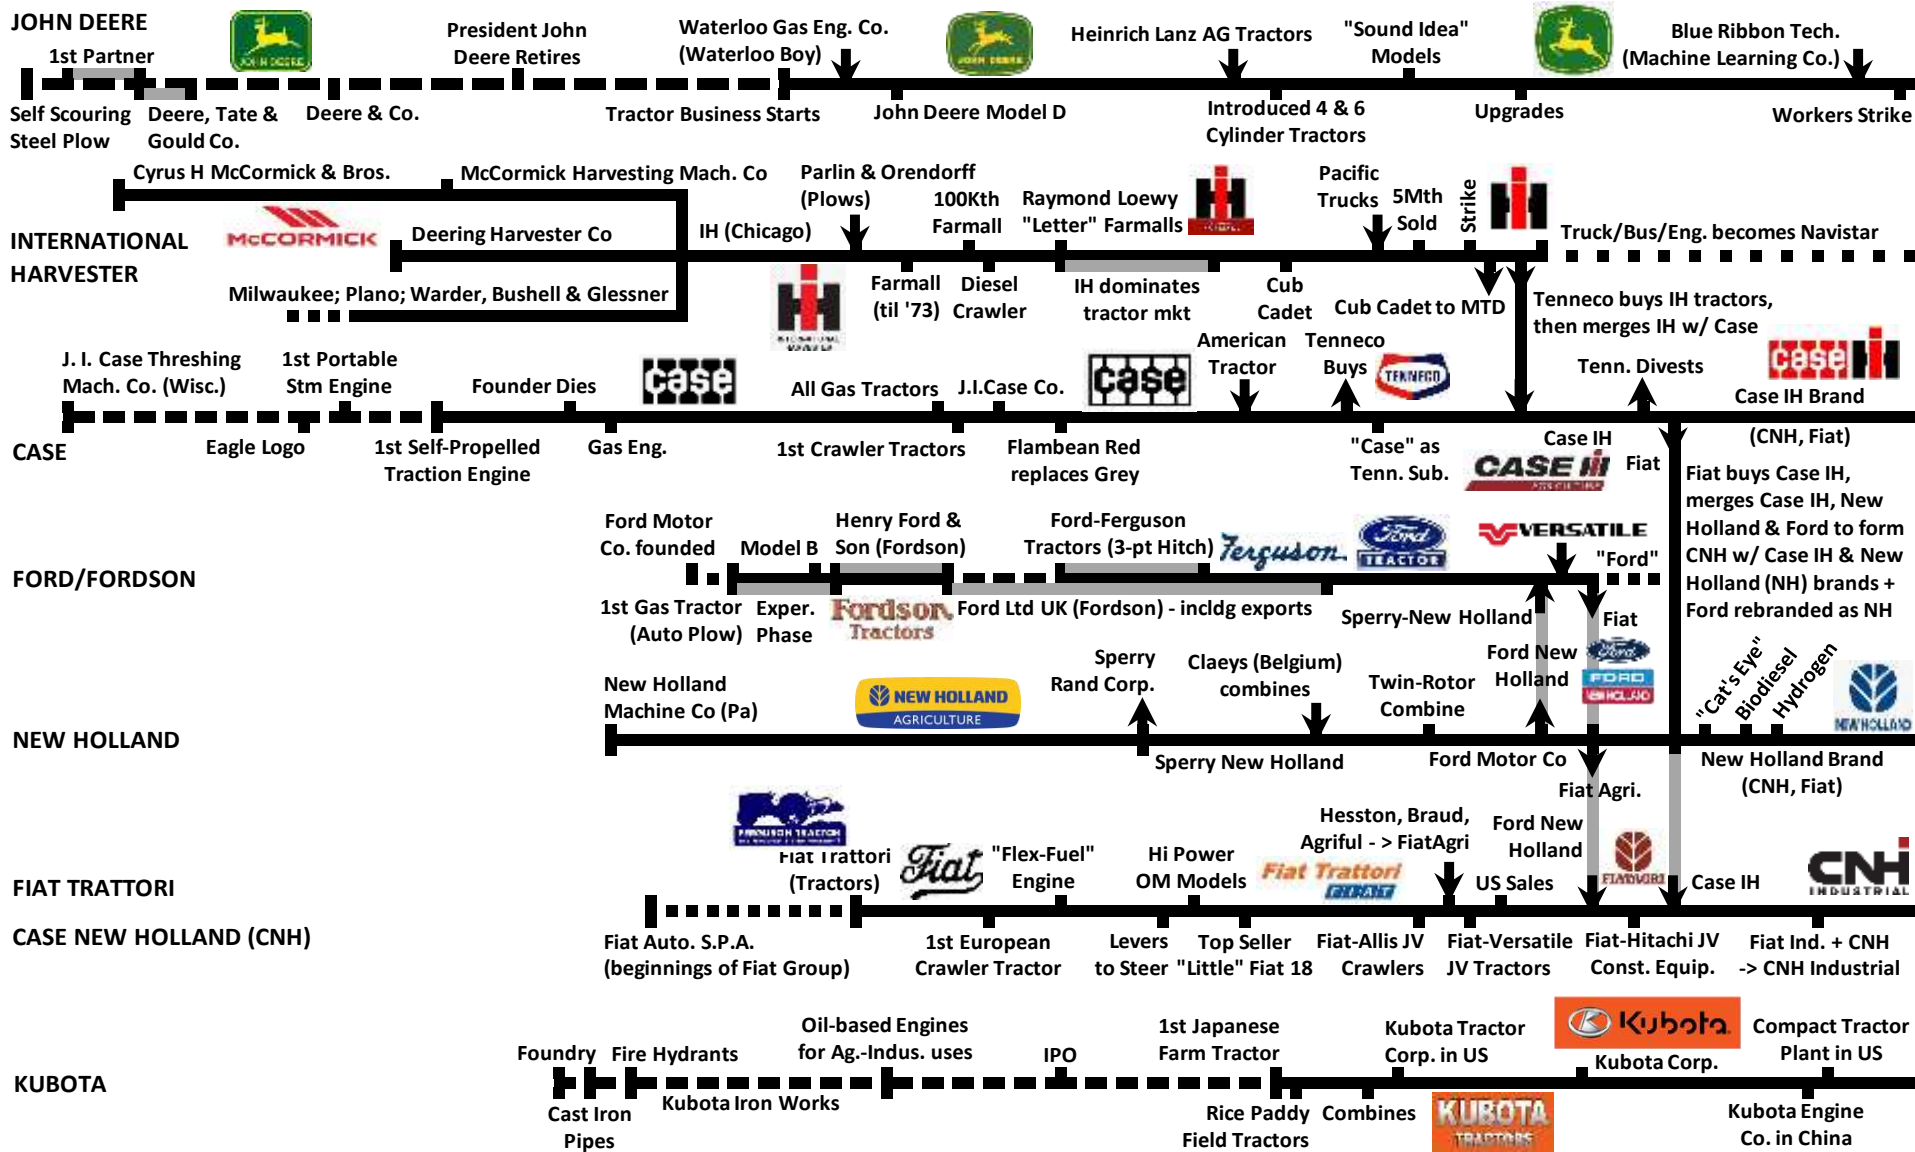 JOHN DEERE
1st Partner
JOHN DEERE
President John
Deere Retires
Waterloo Gas Eng. Co.
(Waterloo Boy)
JOHN DEERE
Heinrich Lanz AG Tractors
"Sound Idea"
Models
Blue Ribbon Tech.
(Machine Learning Co.)
Self Scouring
Steel Plow
Deere, Tate &
Gould Co.
Deere & Co.
Tractor Business Starts
John Deere Model D
Introduced 4 & 6
Cylinder Tractors
Upgrades
Workers Strike
Cyrus H McCormick & Bros.
McCormick Harvesting Mach. Co
Parlin & Orendorff
(Plows)
100Kth
Farmall
Raymond Loewy
"Letter" Farmalls
IH
Pacific
Trucks
5Mth
Sold
Strike
IH
McCORMICK
INTERNATIONAL
HARVESTER
Deering Harvester Co
IH (Chicago)
Truck/Bus/Eng. becomes Navistar
Milwaukee; Plano; Warder, Bushell & Glessner
IH
INTERNATIONAL
HARVESTER
Farmall
(til '73)
Diesel
Crawler
IH dominates
tractor mkt
Cub
Cadet
Cub Cadet to MTD
Tenneco buys IH tractors,
then merges IH w/ Case
J. I. Case Threshing
Mach. Co. (Wisc.)
1st Portable
Stm Engine
Founder Dies
case
All Gas Tractors
J.I.Case Co.
case
American
Tractor
Tenneco
Buys
TENNECO
Tenn. Divests
case IH
Case IH Brand
(CNH, Fiat)
CASE
Eagle Logo
1st Self-Propelled
Traction Engine
Gas Eng.
1st Crawler Tractors
Flambean Red
replaces Grey
"Case" as
Tenn. Sub.
Case IH
CASE IH
AGRICULTURE
Fiat
Fiat buys Case IH,
merges Case IH, New
Holland & Ford to form
CNH w/ Case IH & New
Holland (NH) brands +
Ford rebranded as NH
Ford Motor
Co. founded
Model B
Henry Ford &
Son (Fordson)
Ford-Ferguson
Tractors (3-pt Hitch)
Ferguson
Ford
TRACTOR
VERSATILE
"Ford"
FORD/FORDSON
1st Gas Tractor
(Auto Plow)
Exper.
Phase
Fordson
Tractors
Ford Ltd UK (Fordson) - incldg exports
Sperry-New Holland
Fiat
New Holland
Machine Co (Pa)
NEW HOLLAND
AGRICULTURE
Sperry
Rand Corp.
Claeys (Belgium)
combines
Twin-Rotor
Combine
Ford New
Holland
Ford
FORD
NEW HOLLAND
"Cat's Eye"
Biodiesel
Hydrogen
NEW HOLLAND
NEW HOLLAND
Sperry New Holland
Ford Motor Co
New Holland Brand
(CNH, Fiat)
Fiat Agri.
FERGUSON TRACTOR
Fiat Trattori
(Tractors)
Fiat
"Flex-Fuel"
Engine
Hi Power
OM Models
Fiat Trattori
Hesston, Braud,
Agriful - > FiatAgri
US Sales
Ford New
Holland
FIATAGRI
Case IH
CNH
INDUSTRIAL
FIAT TRATTORI
CASE NEW HOLLAND (CNH)
Fiat Auto. S.P.A.
(beginnings of Fiat Group)
1st European
Crawler Tractor
Levers
to Steer
Top Seller
"Little" Fiat 18
Fiat-Allis JV
Crawlers
Fiat-Versatile
JV Tractors
Fiat-Hitachi JV
Const. Equip.
Fiat Ind. + CNH
-> CNH Industrial
Foundry
Fire Hydrants
Oil-based Engines
for Ag.-Indus. uses
IPO
1st Japanese
Farm Tractor
Kubota Tractor
Corp. in US
Kubota
Kubota Corp.
Compact Tractor
Plant in US
KUBOTA
Cast Iron
Pipes
Kubota Iron Works
Rice Paddy
Field Tractors
Combines
KUBOTA
TRACTORS
Kubota Engine
Co. in China